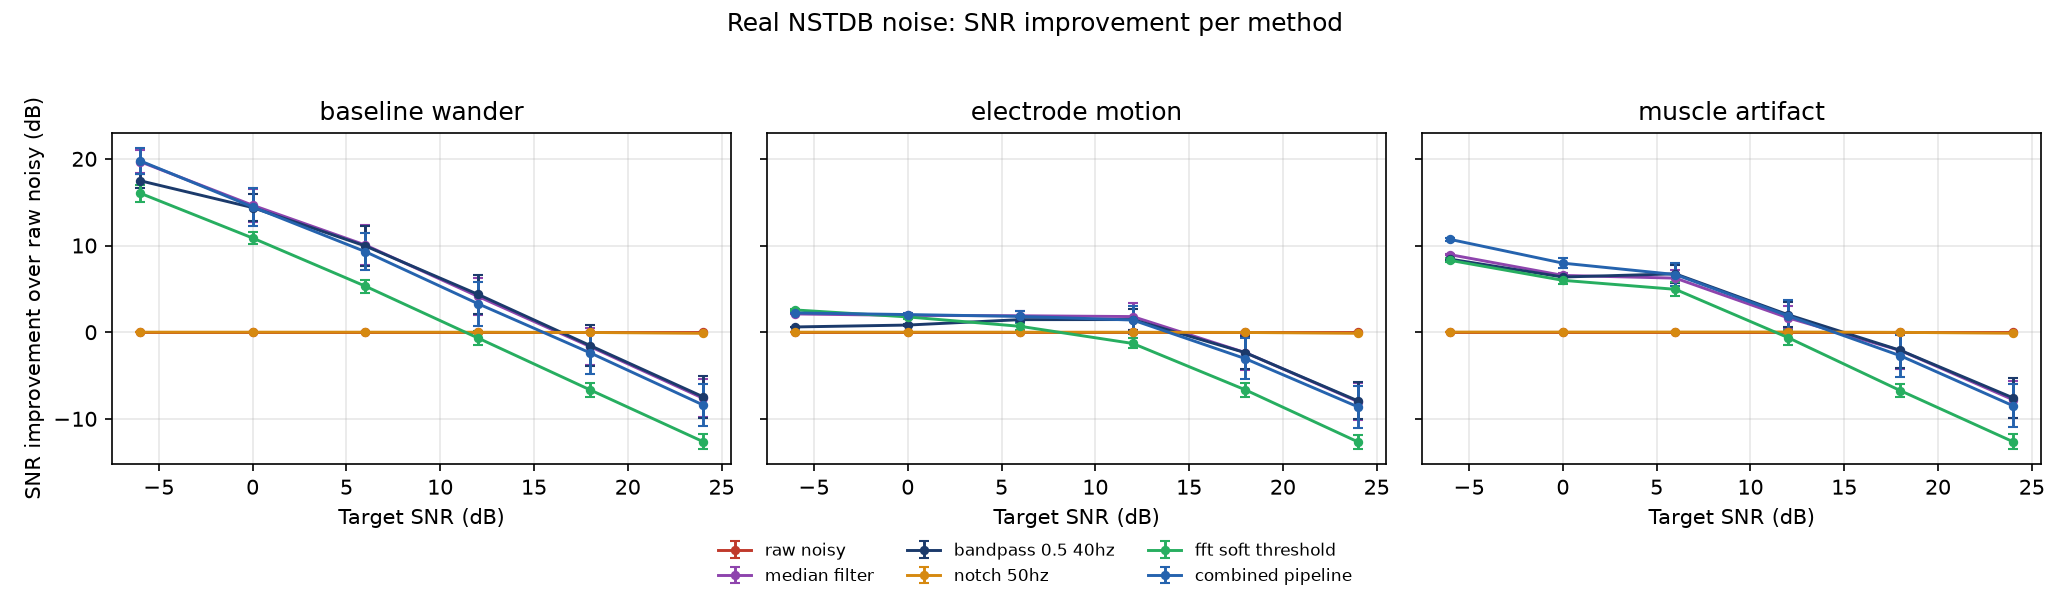 Real NSTDB noise: SNR improvement per method
SNR improvement over raw noisy (dB)
baseline wander
20
10
0
−10
−5 0 5 10 15 20 25
Target SNR (dB)
electrode motion
−5 0 5 10 15 20 25
Target SNR (dB)
muscle artifact
−5 0 5 10 15 20 25
Target SNR (dB)
raw noisy
median filter
bandpass 0.5 40hz
notch 50hz
fft soft threshold
combined pipeline